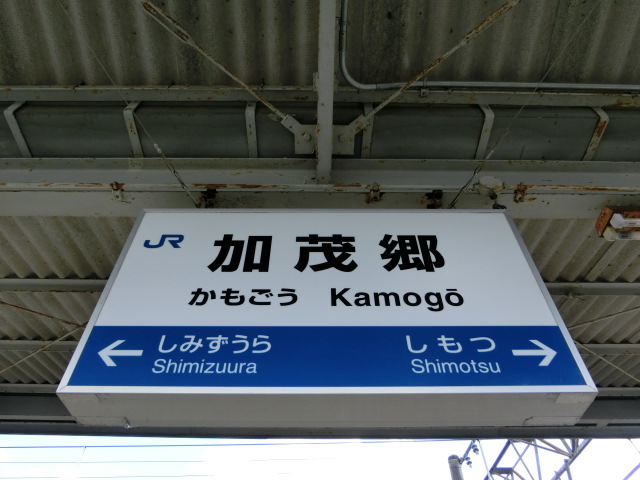 JR 加茂郷
かもごう Kamogō
← しみずうら しもつ →
Shimizuura Shimotsu